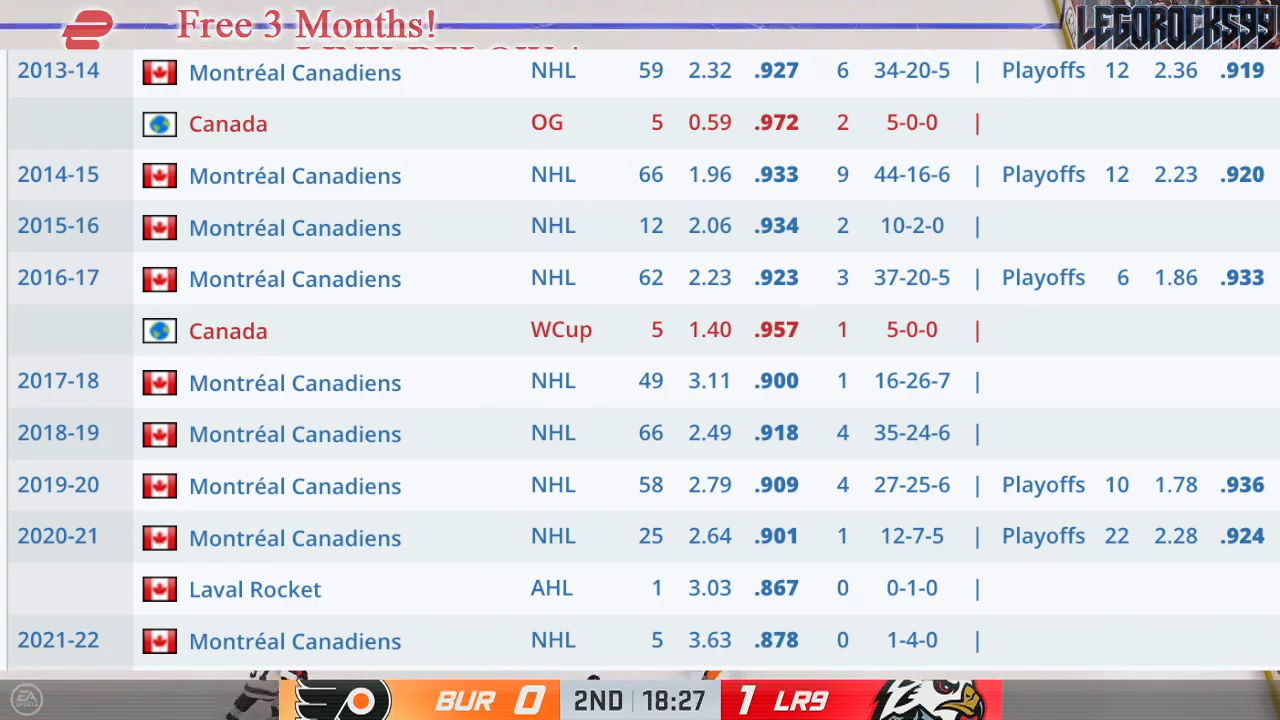 Free 3 Months!
LEGOROCKS99
2013-14 Montréal Canadiens NHL 59 2.32 .927 6 34-20-5 | Playoffs 12 2.36 .919
Canada OG 5 0.59 .972 2 5-0-0 |
2014-15 Montréal Canadiens NHL 66 1.96 .933 9 44-16-6 | Playoffs 12 2.23 .920
2015-16 Montréal Canadiens NHL 12 2.06 .934 2 10-2-0 |
2016-17 Montréal Canadiens NHL 62 2.23 .923 3 37-20-5 | Playoffs 6 1.86 .933
Canada WCup 5 1.40 .957 1 5-0-0 |
2017-18 Montréal Canadiens NHL 49 3.11 .900 1 16-26-7 |
2018-19 Montréal Canadiens NHL 66 2.49 .918 4 35-24-6 |
2019-20 Montréal Canadiens NHL 58 2.79 .909 4 27-25-6 | Playoffs 10 1.78 .936
2020-21 Montréal Canadiens NHL 25 2.64 .901 1 12-7-5 | Playoffs 22 2.28 .924
Laval Rocket AHL 1 3.03 .867 0 0-1-0 |
2021-22 Montréal Canadiens NHL 5 3.63 .878 0 1-4-0 |
EA SPORTS
BUR 0 2ND 18:27 1 LR9